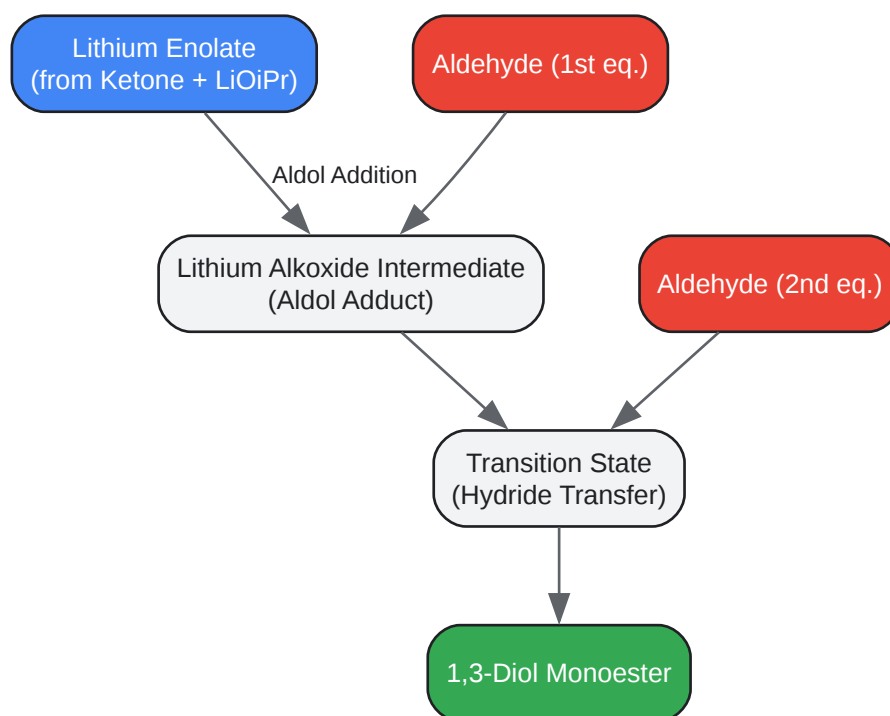 Lithium Enolate
(from Ketone + LiOiPr)
Aldehyde (1st eq.)
Aldol Addition
Lithium Alkoxide Intermediate
(Aldol Adduct)
Aldehyde (2nd eq.)
Transition State
(Hydride Transfer)
1,3-Diol Monoester